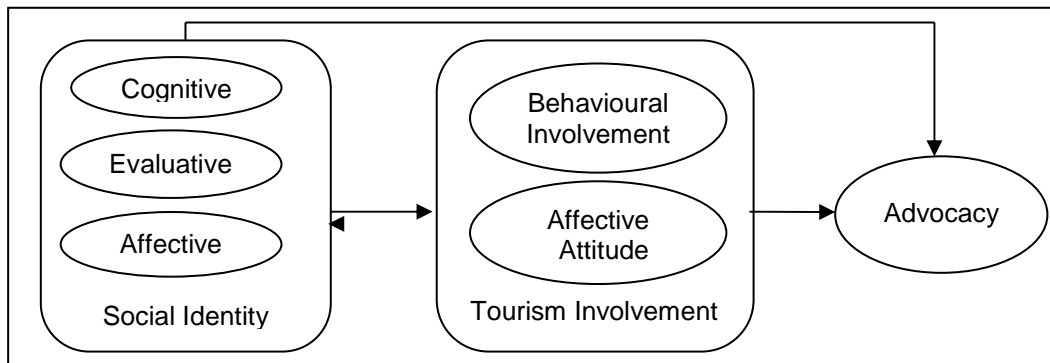 Cognitive
Evaluative
Affective
Social Identity
Behavioural
Involvement
Affective
Attitude
Tourism Involvement
Advocacy